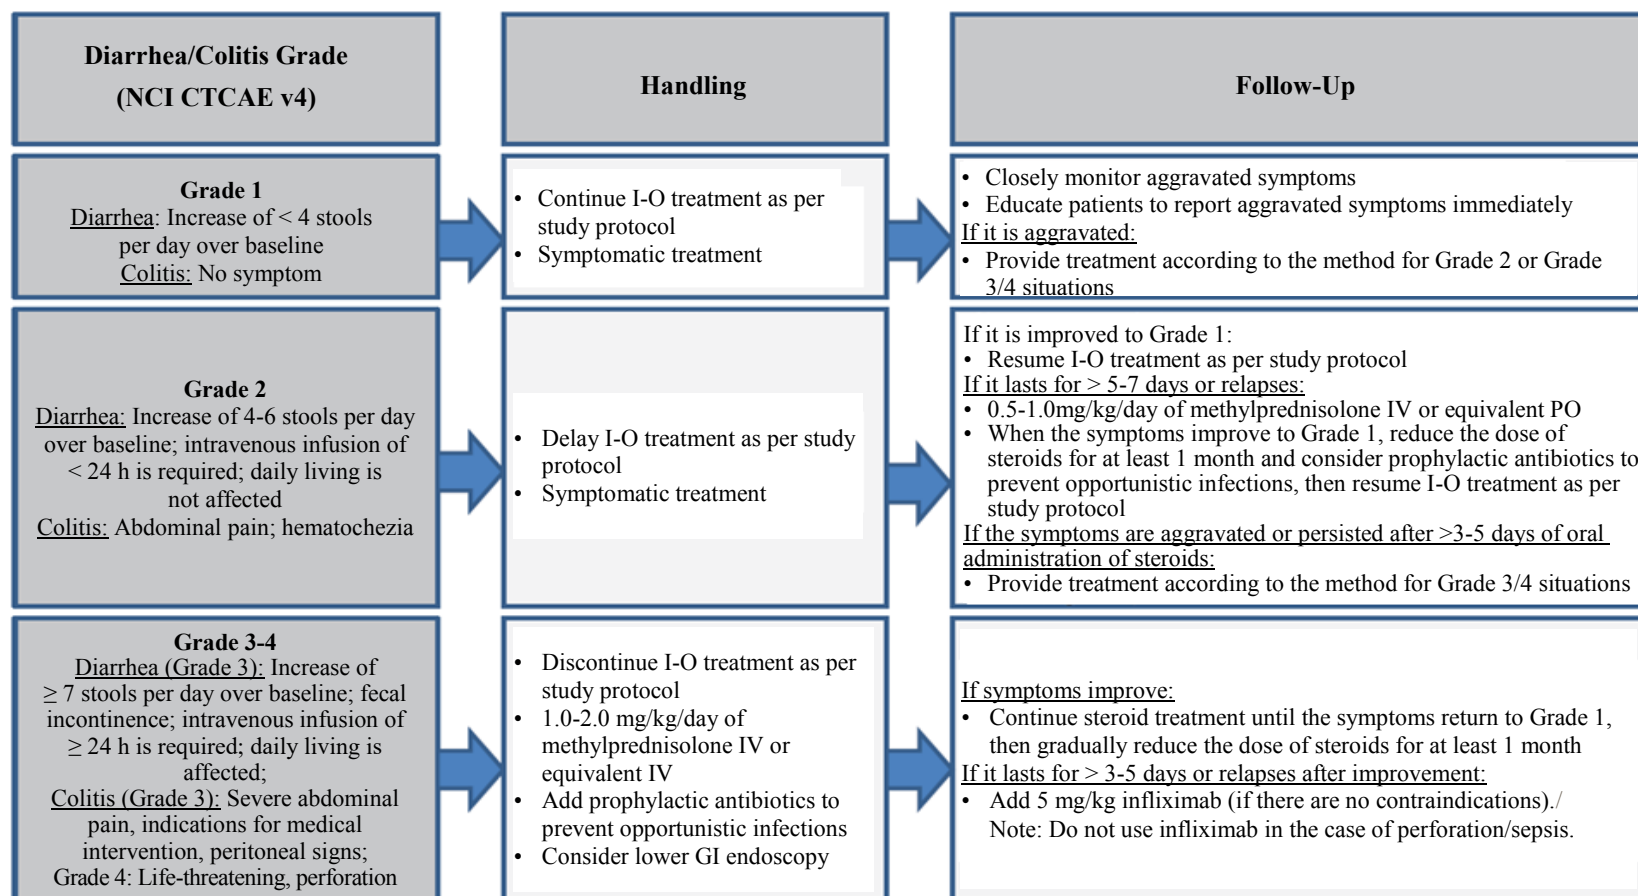 Diarrhea/Colitis Grade
(NCI CTCAE v4)
Handling
Follow-Up
Grade 1
Diarrhea: Increase of < 4 stools
per day over baseline
Colitis: No symptom
• Continue I-O treatment as per
study protocol
• Symptomatic treatment
• Closely monitor aggravated symptoms
• Educate patients to report aggravated symptoms immediately
If it is aggravated:
• Provide treatment according to the method for Grade 2 or Grade
3/4 situations
Grade 2
Diarrhea: Increase of 4-6 stools per day
over baseline; intravenous infusion of
< 24 h is required; daily living is
not affected
Colitis: Abdominal pain; hematochezia
• Delay I-O treatment as per study
protocol
• Symptomatic treatment
If it is improved to Grade 1:
• Resume I-O treatment as per study protocol
If it lasts for > 5-7 days or relapses:
• 0.5-1.0mg/kg/day of methylprednisolone IV or equivalent PO
• When the symptoms improve to Grade 1, reduce the dose of
steroids for at least 1 month and consider prophylactic antibiotics to
prevent opportunistic infections, then resume I-O treatment as per
study protocol
If the symptoms are aggravated or persisted after >3-5 days of oral
administration of steroids:
• Provide treatment according to the method for Grade 3/4 situations
Grade 3-4
Diarrhea (Grade 3): Increase of
≥ 7 stools per day over baseline; fecal
incontinence; intravenous infusion of
≥ 24 h is required; daily living is
affected;
Colitis (Grade 3): Severe abdominal
pain, indications for medical
intervention, peritoneal signs;
Grade 4: Life-threatening, perforation
• Discontinue I-O treatment as per
study protocol
• 1.0-2.0 mg/kg/day of
methylprednisolone IV or
equivalent IV
• Add prophylactic antibiotics to
prevent opportunistic infections
• Consider lower GI endoscopy
If symptoms improve:
• Continue steroid treatment until the symptoms return to Grade 1,
then gradually reduce the dose of steroids for at least 1 month
If it lasts for > 3-5 days or relapses after improvement:
• Add 5 mg/kg infliximab (if there are no contraindications)./
Note: Do not use infliximab in the case of perforation/sepsis.